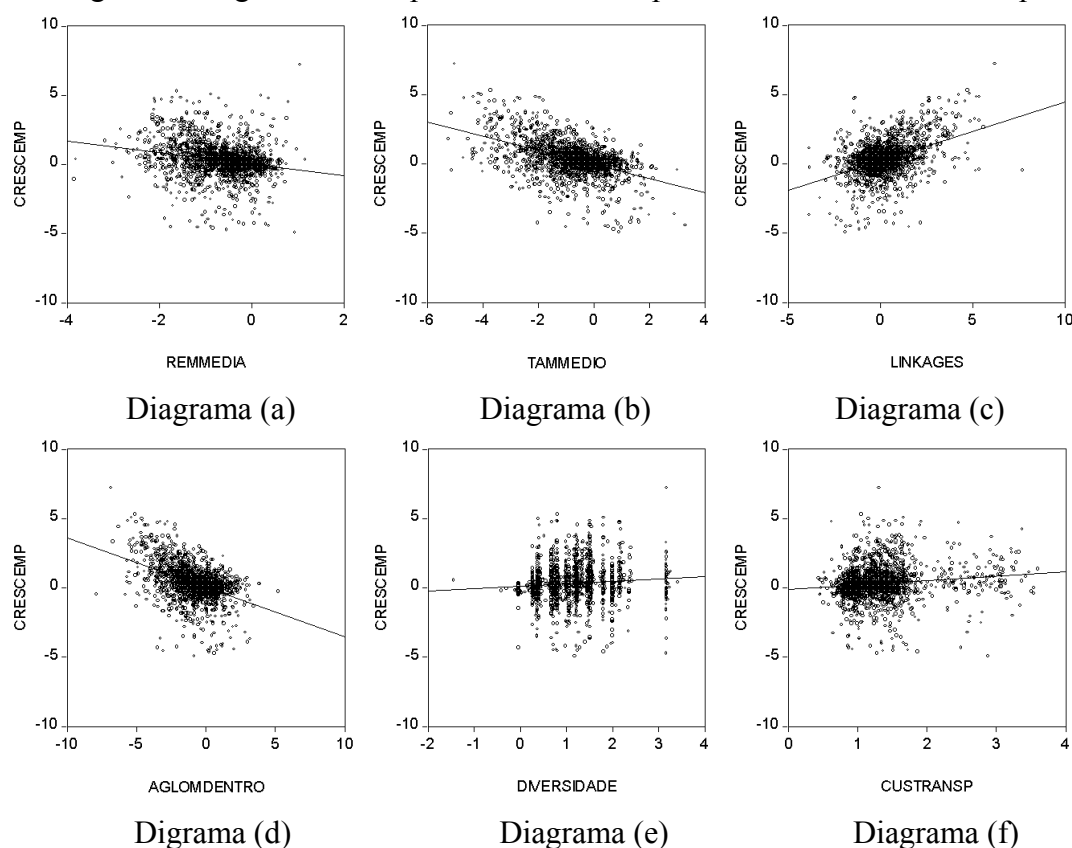 10
5
0
-5
-10
CRESCEMP
-4 -2 0 2
REMMEDIA
Diagrama (a)
10
5
0
-5
-10
CRESCEMP
-6 -4 -2 0 2 4
TAMMEDIO
Diagrama (b)
10
5
0
-5
-10
CRESCEMP
-5 0 5 10
LINKAGES
Diagrama (c)
10
5
0
-5
-10
CRESCEMP
-10 -5 0 5 10
AGLOMDENTRO
Digrama (d)
10
5
0
-5
-10
CRESCEMP
-2 -1 0 1 2 3 4
DIVERSIDADE
Diagrama (e)
10
5
0
-5
-10
CRESCEMP
0 1 2 3 4
CUSTRANSP
Diagrama (f)